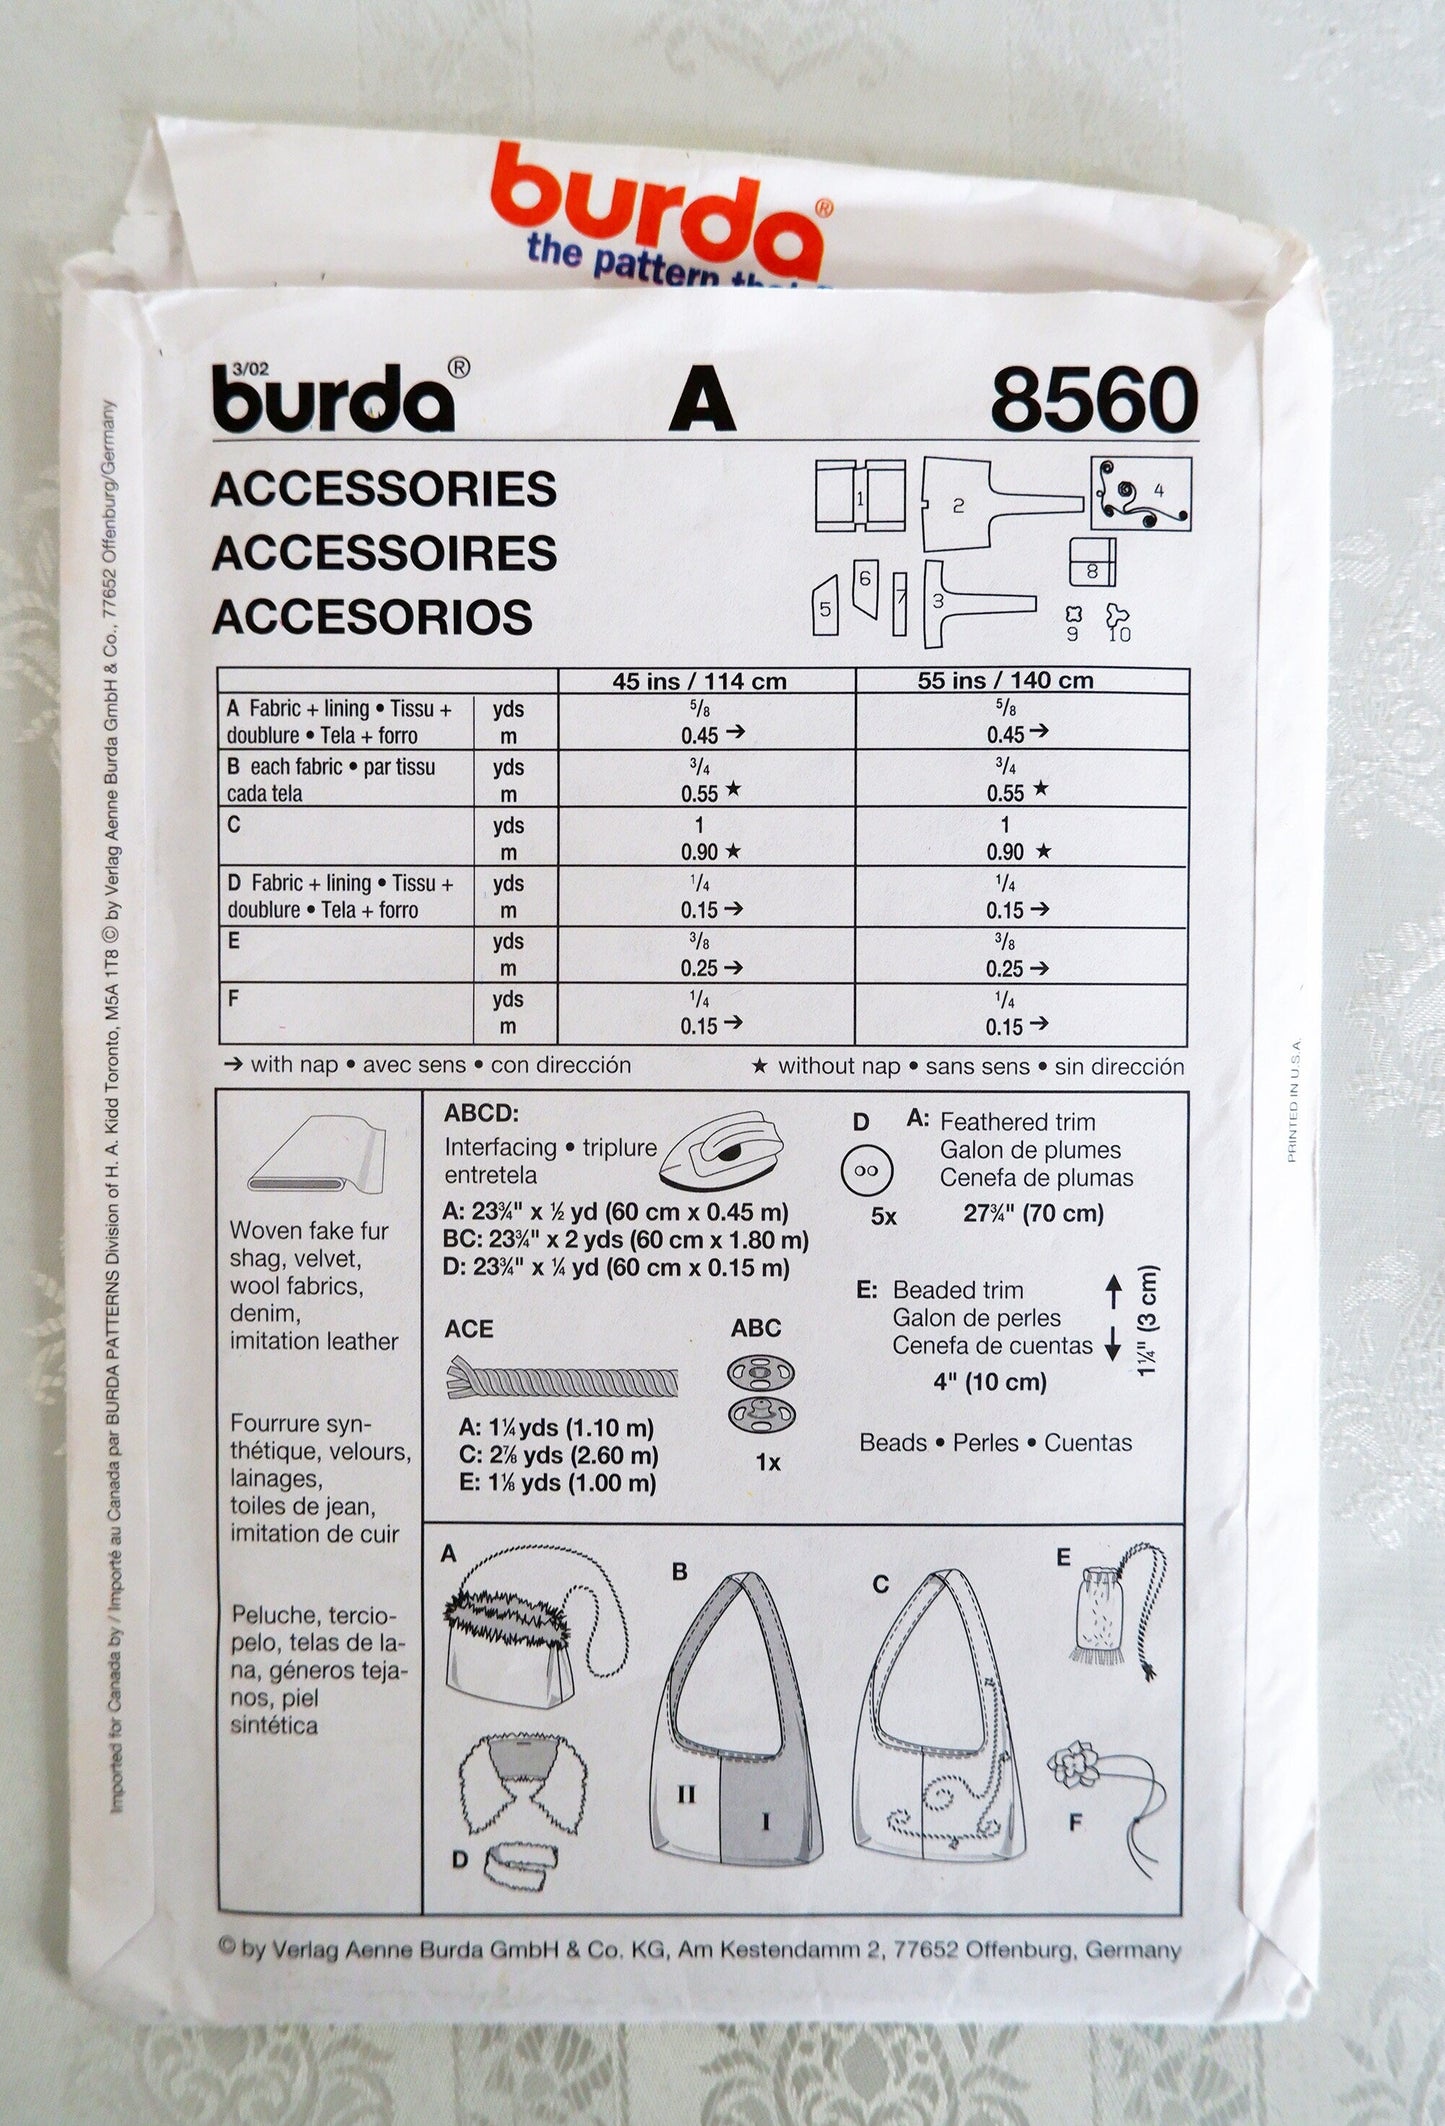 burda®
the pattern
3/02
burda® A 8560
ACCESSORIES
ACCESSOIRES
ACCESORIOS
1
2
4
5
6
7
3
8
9
10
45 ins / 114 cm 55 ins / 140 cm
A Fabric + lining • Tissu + yds 5/8 5/8
doublure • Tela + forro m 0.45 → 0.45 →
B each fabric • par tissu yds 3/4 3/4
cada tela m 0.55 ★ 0.55 ★
C yds 1 1
m 0.90 ★ 0.90 ★
D Fabric + lining • Tissu + yds 1/4 1/4
doublure • Tela + forro m 0.15 → 0.15 →
E yds 3/8 3/8
m 0.25 → 0.25 →
F yds 1/4 1/4
m 0.15 → 0.15 →
→ with nap • avec sens • con dirección ★ without nap • sans sens • sin dirección
Woven fake fur
shag, velvet,
wool fabrics,
denim,
imitation leather
Fourrure syn-
thétique, velours,
lainages,
toiles de jean,
imitation de cuir
Peluche, tercio-
pelo, telas de la-
na, géneros teja-
nos, piel
sintética
ABCD:
Interfacing • triplure
entretela
A: 23¾" x ½ yd (60 cm x 0.45 m)
BC: 23¾" x 2 yds (60 cm x 1.80 m)
D: 23¾" x ¼ yd (60 cm x 0.15 m)
D
5x
A: Feathered trim
Galon de plumes
Cenefa de plumas
27¾" (70 cm)
E: Beaded trim
Galon de perles
Cenefa de cuentas
4" (10 cm)
1¼" (3 cm)
Beads • Perles • Cuentas
ACE
A: 1¼ yds (1.10 m)
C: 2⅞ yds (2.60 m)
E: 1⅛ yds (1.00 m)
ABC
1x
A
B
C
E
II
I
F
D
© by Verlag Aenne Burda GmbH & Co. KG, Am Kestendamm 2, 77652 Offenburg, Germany
Imported for Canada by / Importé au Canada par BURDA PATTERNS Division of H. A. Kidd Toronto, M5A 1T8 © by Verlag Aenne Burda GmbH & Co., 77652 Offenburg/Germany
PRINTED IN U.S.A.